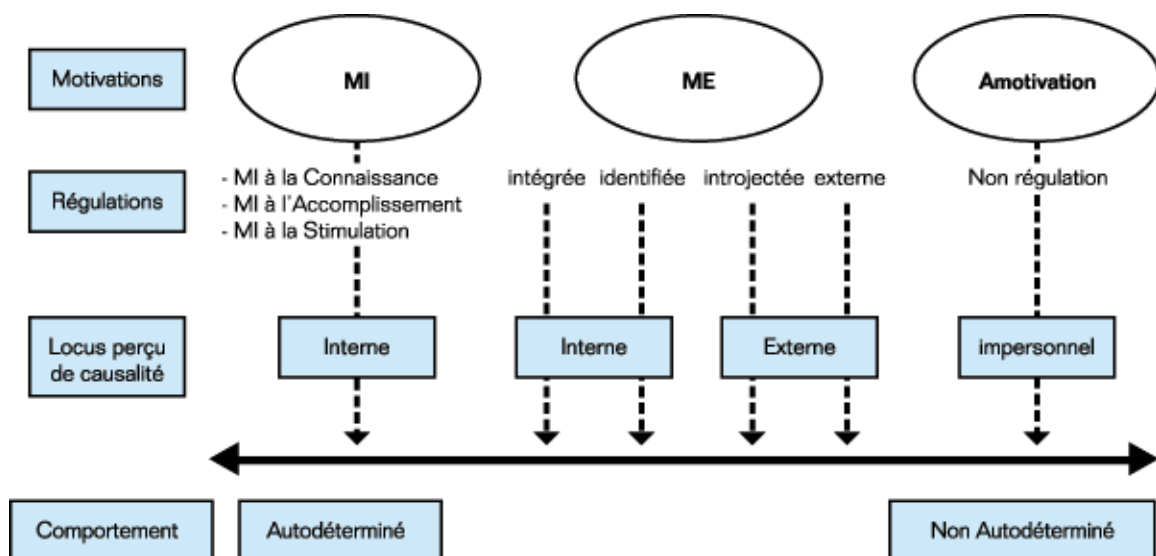 Motivations
MI
ME
Amotivation
Régulations
- MI à la Connaissance
- MI à l'Accomplissement
- MI à la Stimulation
intégrée identifiée introjectée externe
Non régulation
Locus perçu
de causalité
Interne
Interne
Externe
impersonnel
Comportement
Autodéterminé
Non Autodéterminé